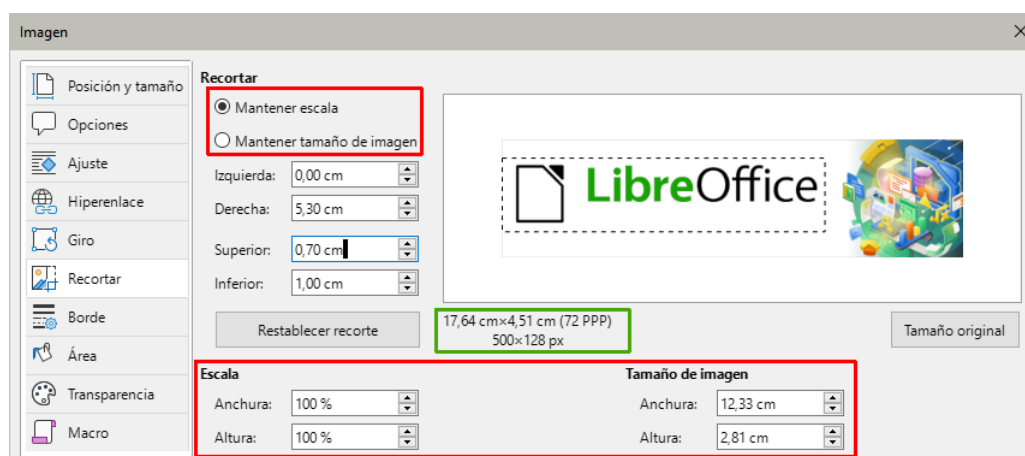 Imagen
Posición y tamaño
Opciones
Ajuste
Hiperenlace
Giro
Recortar
Borde
Área
Transparencia
Macro
Recortar
Mantener escala
Mantener tamaño de imagen
Izquierda: 0,00 cm
Derecha: 5,30 cm
Superior: 0,70 cm
Inferior: 1,00 cm
LibreOffice
Restablecer recorte
17,64 cm×4,51 cm (72 PPP)
500×128 px
Tamaño original
Escala
Anchura: 100 %
Altura: 100 %
Tamaño de imagen
Anchura: 12,33 cm
Altura: 2,81 cm